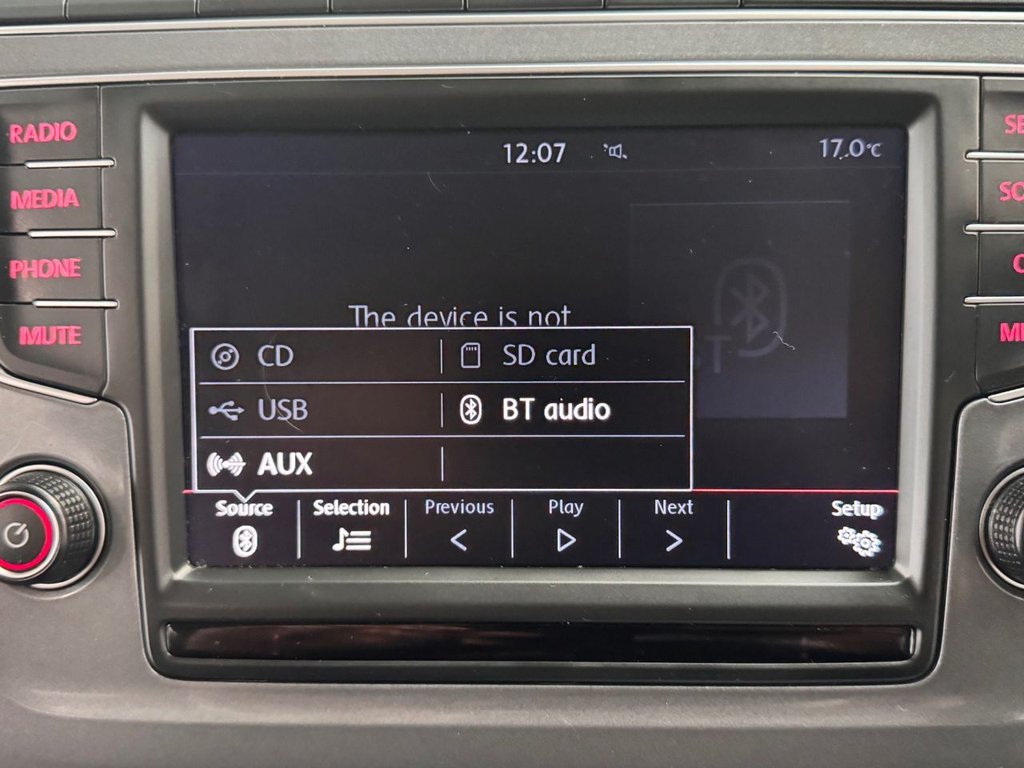 RADIO
MEDIA
PHONE
MUTE
12:07
17.0°C
The device is not
CD
SD card
USB
BT audio
AUX
Source
Selection
Previous
Play
Next
Setup